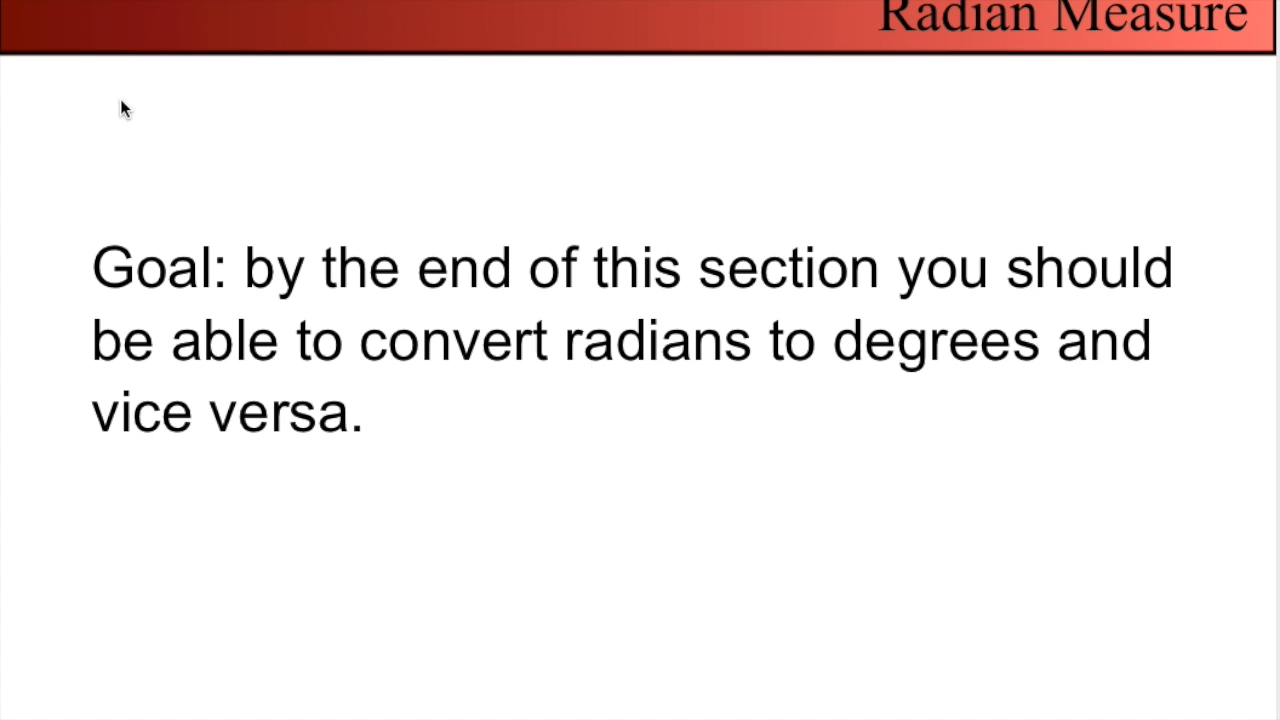 Radian Measure
Goal: by the end of this section you should
be able to convert radians to degrees and
vice versa.